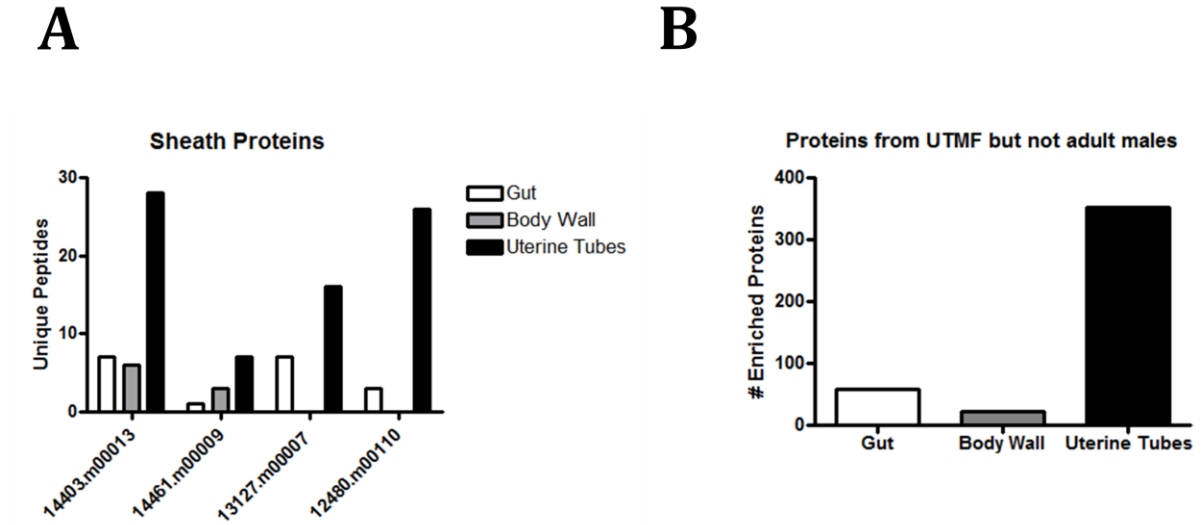 A
Sheath Proteins
30
20
10
0
Unique Peptides
14403.m00013
14461.m00009
13127.m00007
12480.m00110
Gut
Body Wall
Uterine Tubes
B
Proteins from UTMF but not adult males
400
300
200
100
0
# Enriched Proteins
Gut
Body Wall
Uterine Tubes